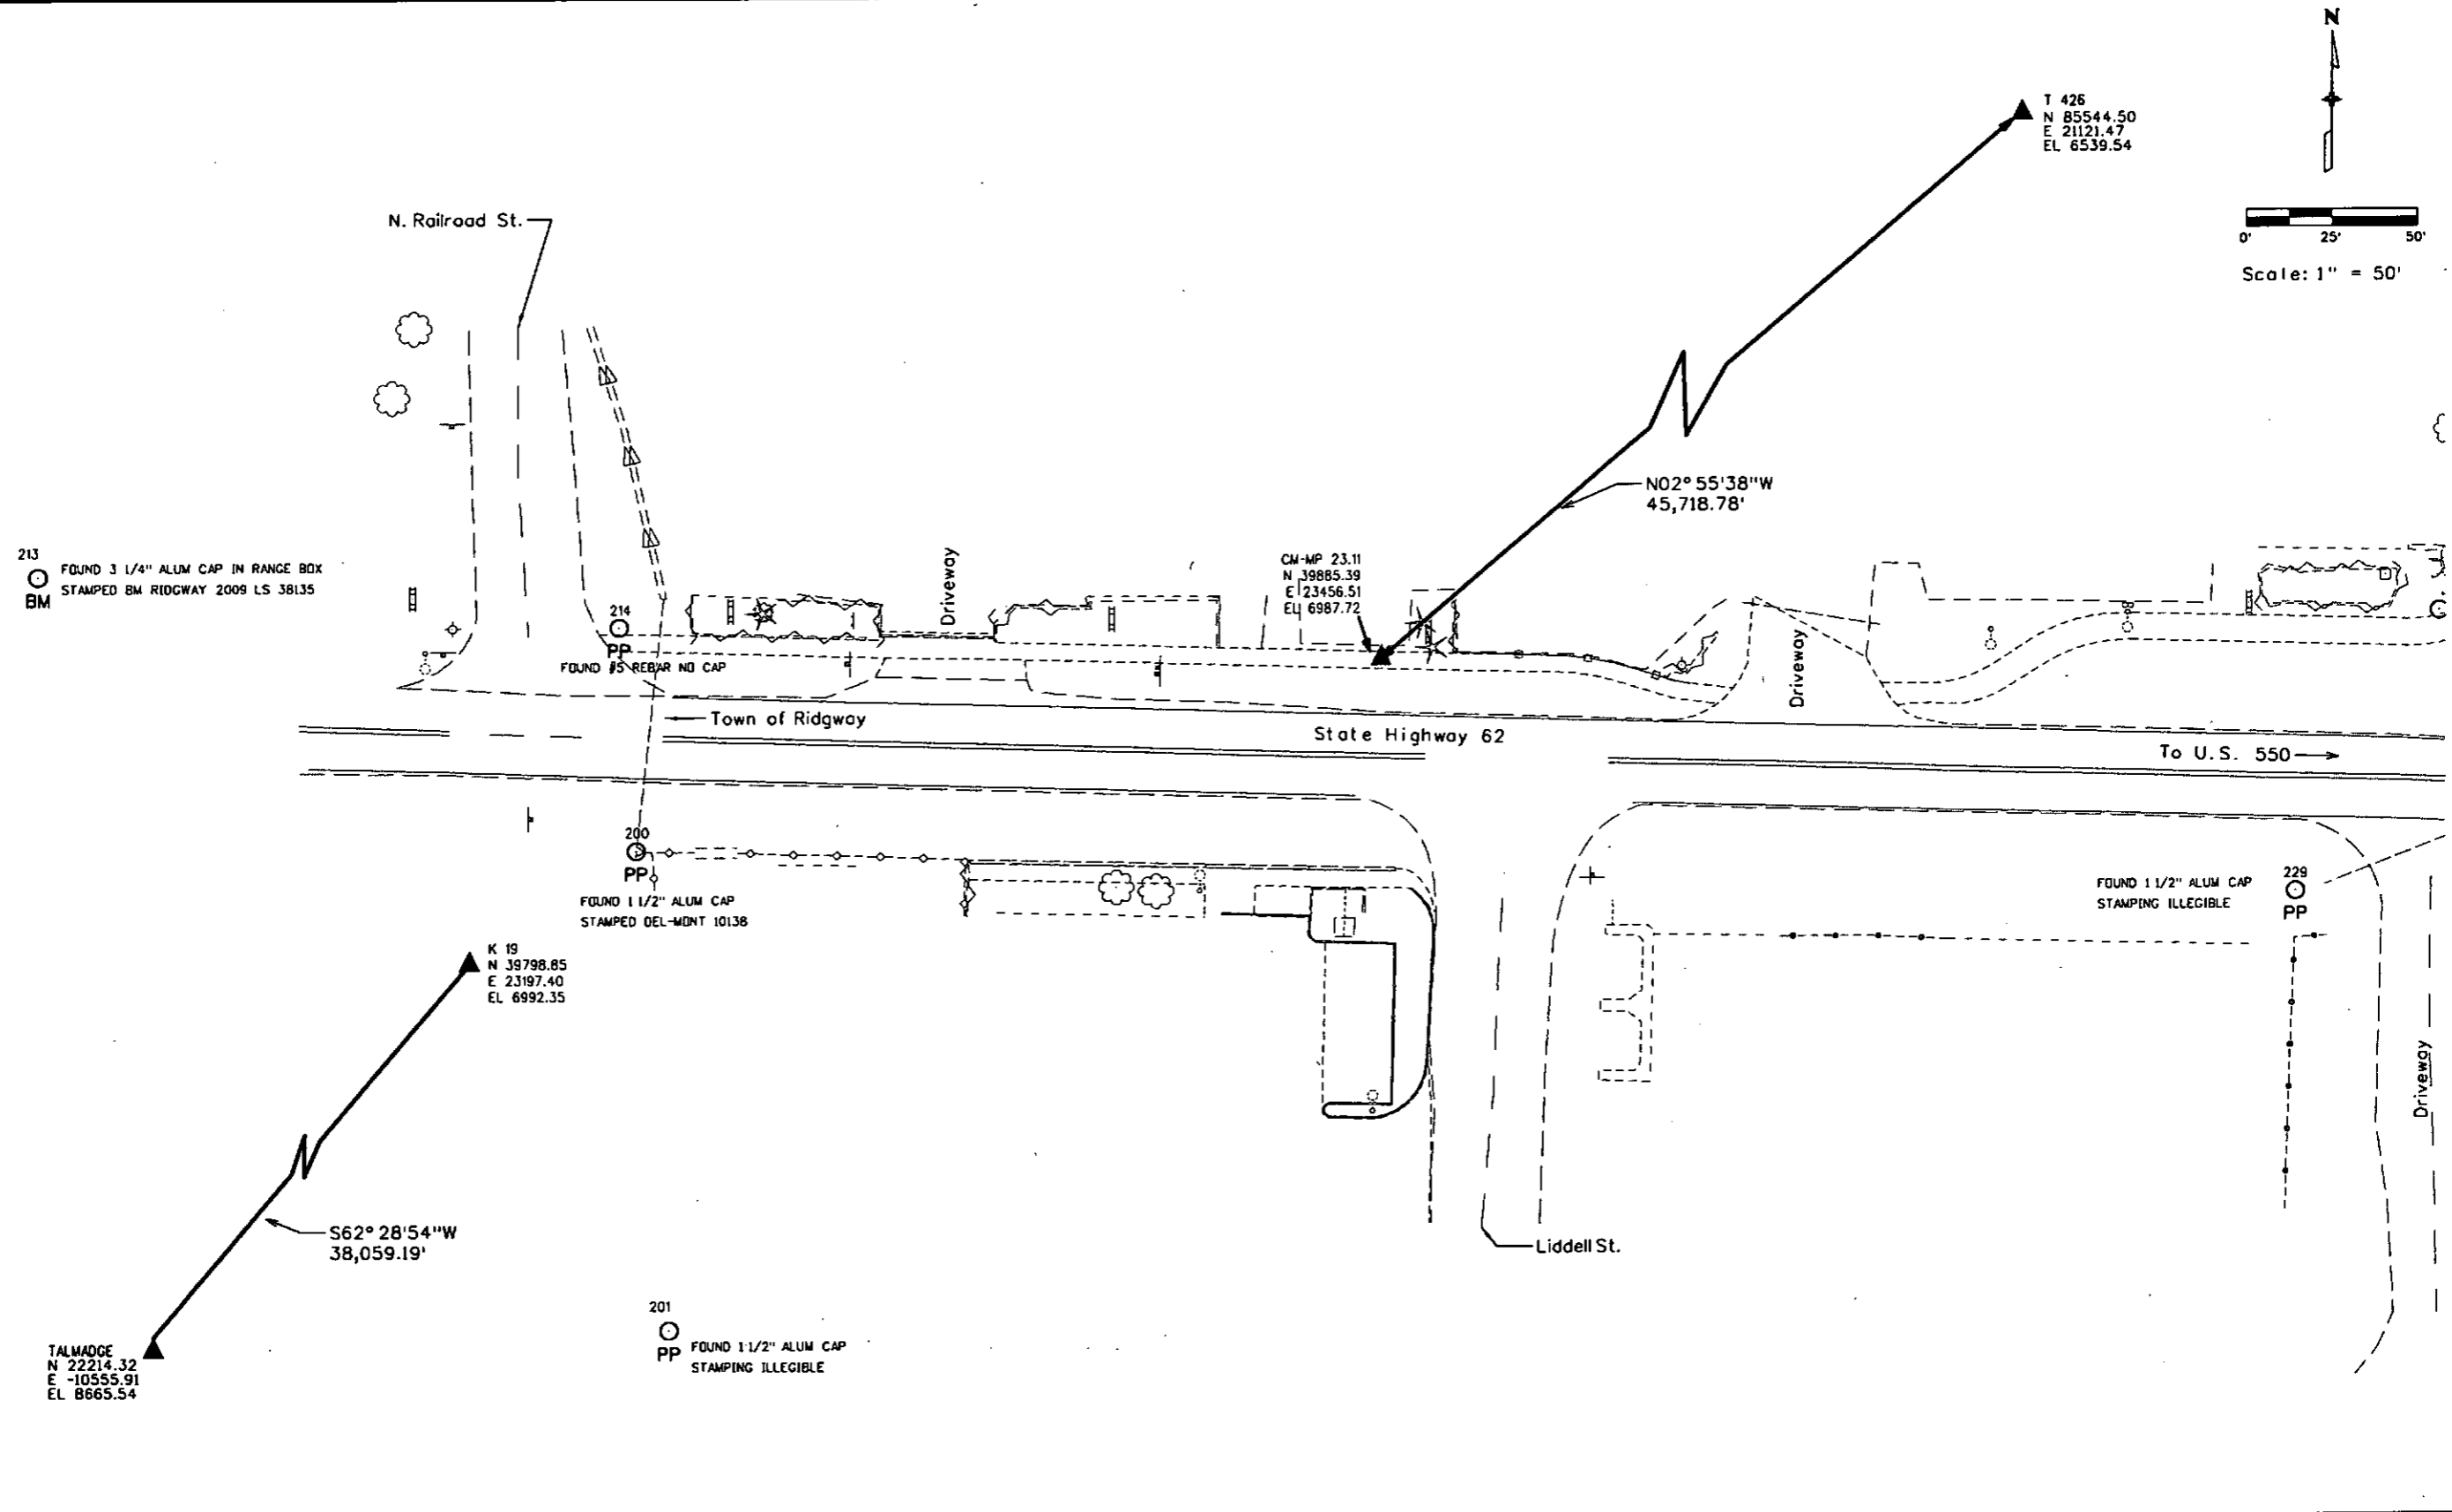 N
T 426
N 85544.50
E 21121.47
EL 6539.54
0' 25' 50'
Scale: 1" = 50'
N. Railroad St.
N02° 55'38"W
45,718.78'
213
FOUND 3 1/4" ALUM CAP IN RANGE BOX
STAMPED BM RIDGWAY 2009 LS 38135
BM
Driveway
CM-MP 23.11
N 39885.39
E 23456.51
EL 6987.72
214
PP
FOUND #5 REBAR NO CAP
Driveway
Town of Ridgway
State Highway 62
To U.S. 550
200
PP
FOUND 1 1/2" ALUM CAP
STAMPED DEL-MONT 10138
229
FOUND 1 1/2" ALUM CAP
STAMPING ILLEGIBLE
PP
K 19
N 39798.85
E 23197.40
EL 6992.35
Driveway
S62° 28'54"W
38,059.19'
Liddell St.
201
FOUND 1 1/2" ALUM CAP
PP
STAMPING ILLEGIBLE
TALMADGE
N 22214.32
E -10555.91
EL 8665.54